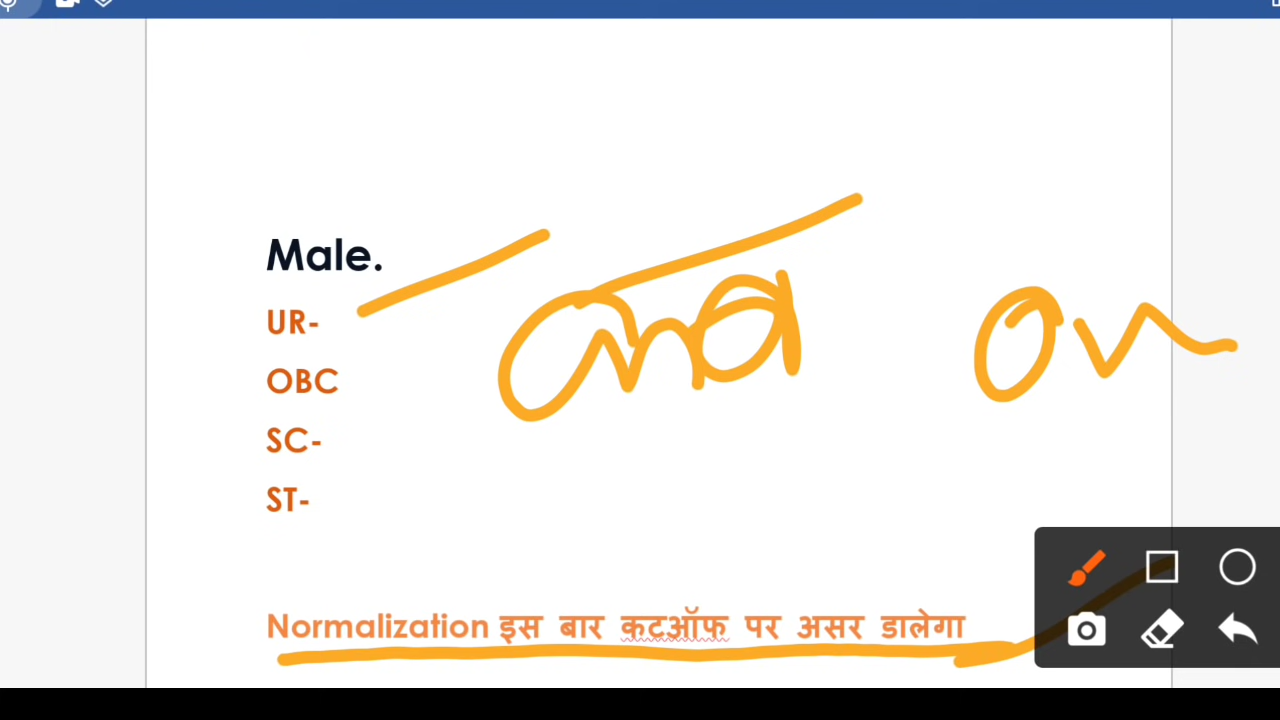 Male.
UR-
OBC
SC-
ST-
Normalization इस बार कटऑफ पर असर डालेगा